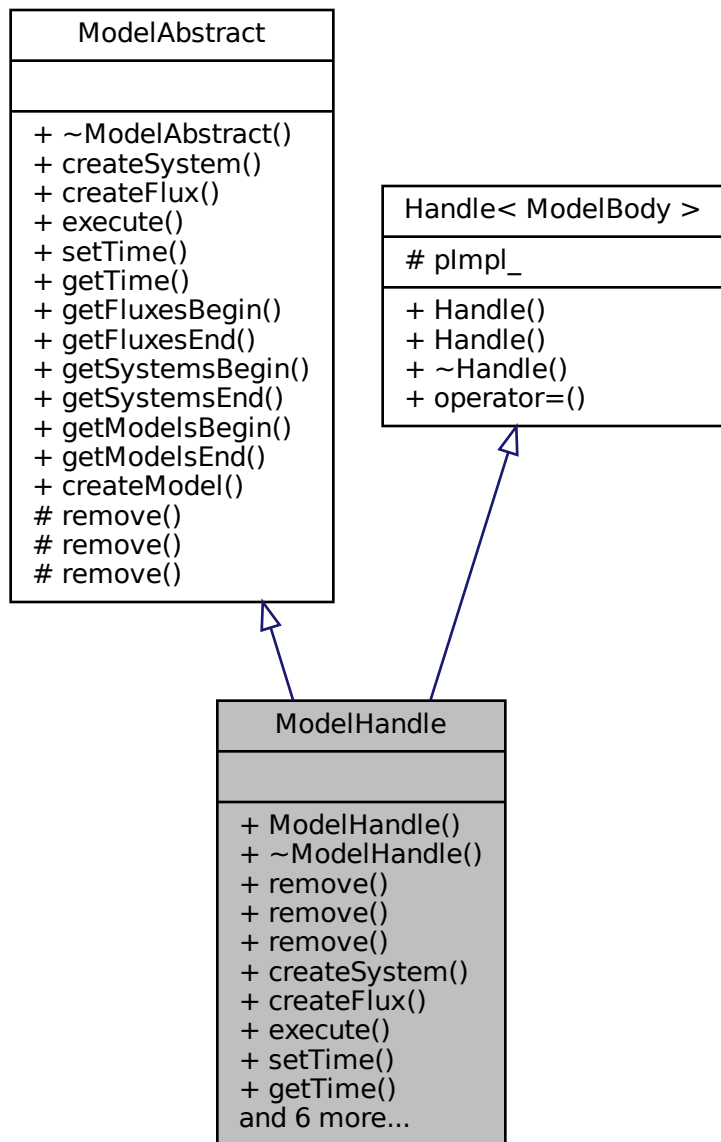 ModelAbstract
+ ~ModelAbstract()
+ createSystem()
+ createFlux()
+ execute()
+ setTime()
+ getTime()
+ getFluxesBegin()
+ getFluxesEnd()
+ getSystemsBegin()
+ getSystemsEnd()
+ getModelsBegin()
+ getModelsEnd()
+ createModel()
# remove()
# remove()
# remove()
Handle< ModelBody >
# pImpl_
+ Handle()
+ Handle()
+ ~Handle()
+ operator=()
ModelHandle
+ ModelHandle()
+ ~ModelHandle()
+ remove()
+ remove()
+ remove()
+ createSystem()
+ createFlux()
+ execute()
+ setTime()
+ getTime()
and 6 more...